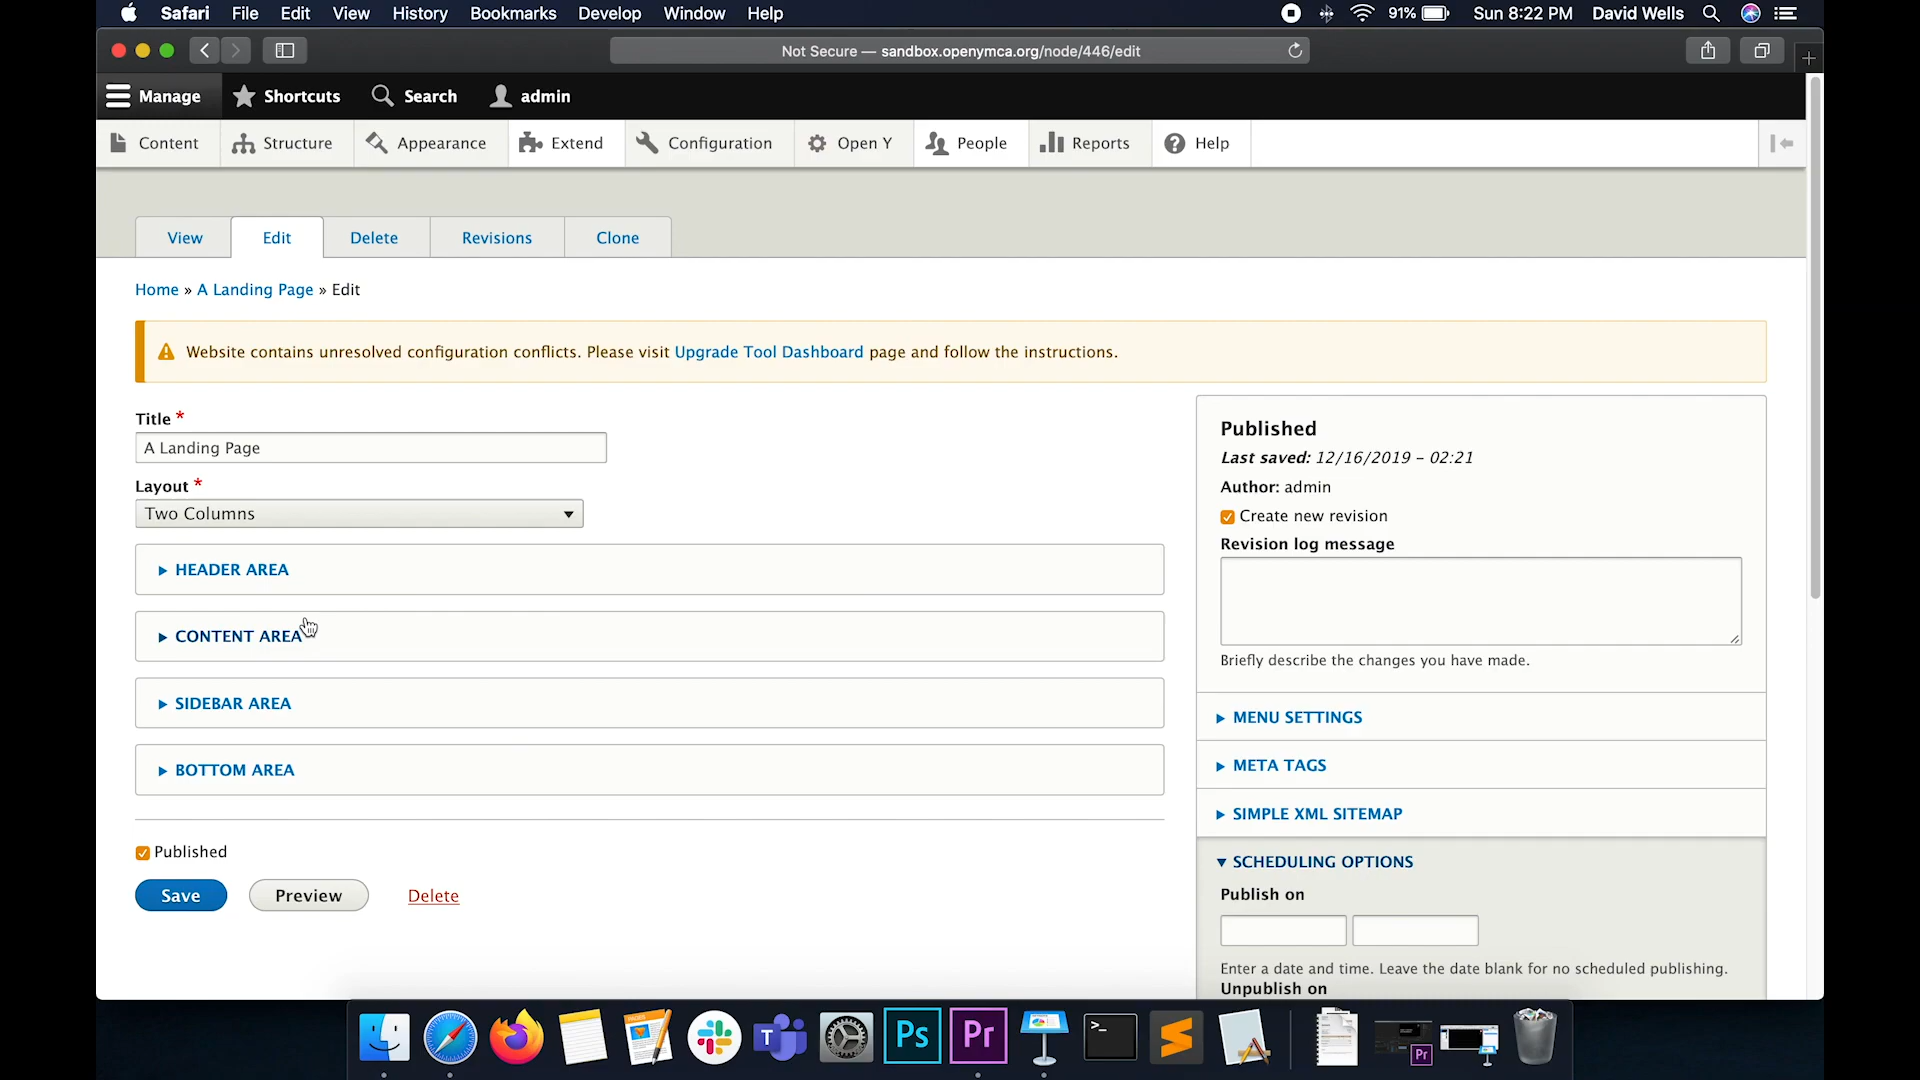 Safari File Edit View History Bookmarks Develop Window Help 91% Sun 8:22 PM David Wells
Not Secure — sandbox.openymca.org/node/446/edit
Manage Shortcuts Search admin
Content Structure Appearance Extend Configuration Open Y People Reports Help
View Edit Delete Revisions Clone
Home » A Landing Page » Edit
Website contains unresolved configuration conflicts. Please visit Upgrade Tool Dashboard page and follow the instructions.
Title *
A Landing Page
Layout *
Two Columns
HEADER AREA
CONTENT AREA
SIDEBAR AREA
BOTTOM AREA
Published
Save Preview Delete
Published
Last saved: 12/16/2019 – 02:21
Author: admin
Create new revision
Revision log message
Briefly describe the changes you have made.
MENU SETTINGS
META TAGS
SIMPLE XML SITEMAP
SCHEDULING OPTIONS
Publish on
Enter a date and time. Leave the date blank for no scheduled publishing.
Unpublish on
PAGES T Ps Pr >_ Pr